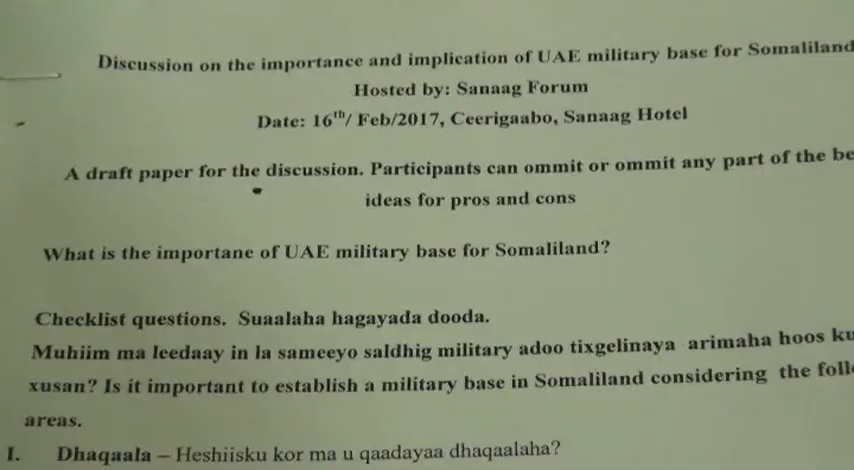 Discussion on the importance and implication of UAE military base for Somaliland
Hosted by: Sanaag Forum
Date: 16th/ Feb/2017, Ceerigaabo, Sanaag Hotel
A draft paper for the discussion. Participants can ommit or ommit any part of the
ideas for pros and cons
What is the importane of UAE military base for Somaliland?
Checklist questions. Suaalaha hagayada dooda.
Muhiim ma leedaay in la sameeyo saldhig military adoo tixgelinaya arimaha hoos ku
xusan? Is it important to establish a military base in Somaliland considering the
areas.
I. Dhaqaala – Heshiisku kor ma u qaadayaa dhaqaalaha?